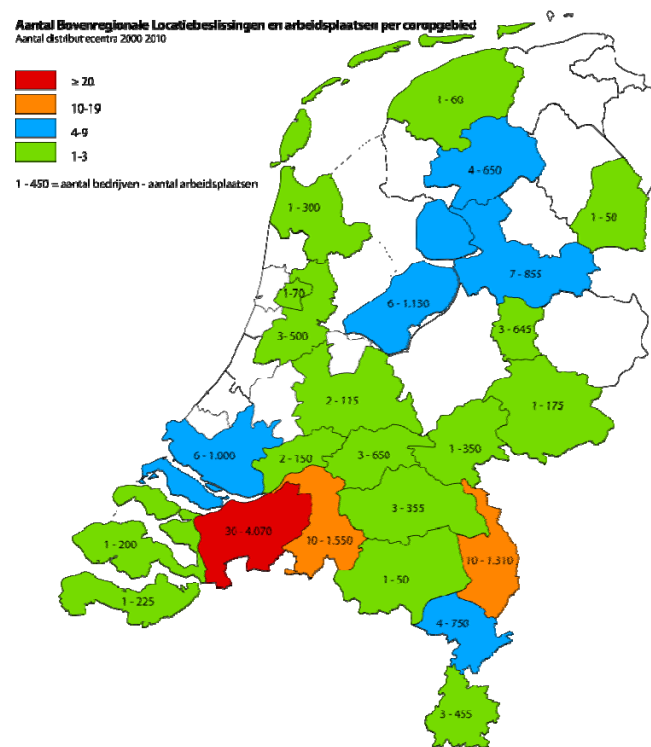 Aantal Bovenregionale Locatiebeslissingen en arbeidsplaatsen per coropgebied
Aantal distributecentra 2000 2010
≥ 20
10-19
4-9
1-3
1 - 450 = aantal bedrijven - aantal arbeidsplaatsen
1 - 60
4 - 650
1 - 300
1 - 50
7 - 855
1-70
6 - 1.130
3 - 500
3 - 645
2 - 115
1 - 175
6 - 1.000
2 - 150
3 - 650
1 - 350
3 - 355
30 - 4.070
10 - 1.550
1 - 200
10 - 1.310
1 - 50
1 - 225
4 - 750
3 - 455